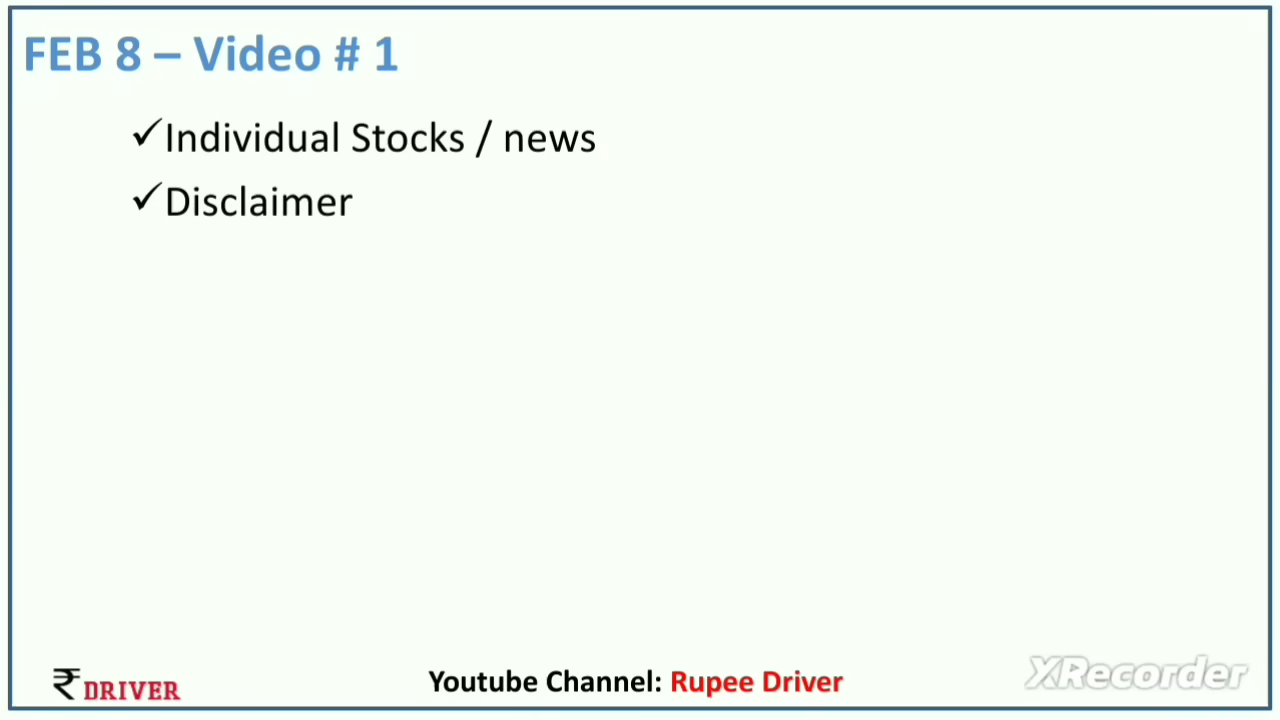 FEB 8 – Video # 1
✓Individual Stocks / news
✓Disclaimer
₹ DRIVER
Youtube Channel: Rupee Driver
XRecorder